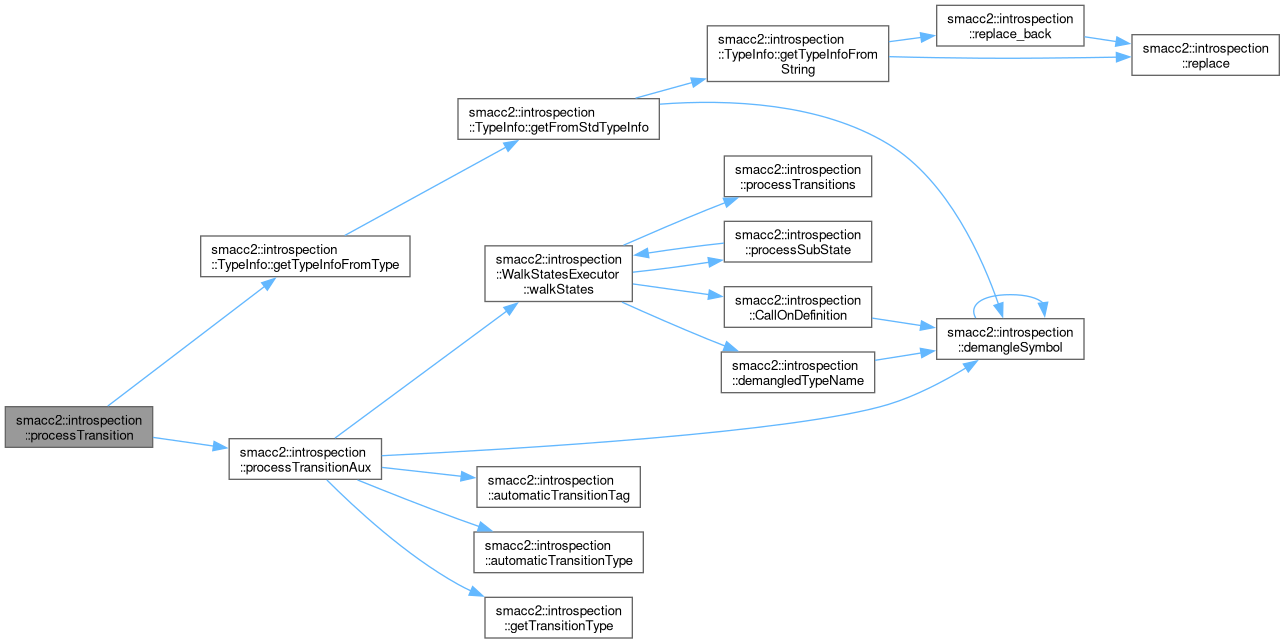 smacc2::introspection
::processTransition
smacc2::introspection
::TypeInfo::getTypeInfoFromType
smacc2::introspection
::processTransitionAux
smacc2::introspection
::TypeInfo::getFromStdTypeInfo
smacc2::introspection
::WalkStatesExecutor
::walkStates
smacc2::introspection
::automaticTransitionTag
smacc2::introspection
::automaticTransitionType
smacc2::introspection
::getTransitionType
smacc2::introspection
::TypeInfo::getTypeInfoFrom
String
smacc2::introspection
::processTransitions
smacc2::introspection
::processSubState
smacc2::introspection
::CallOnDefinition
smacc2::introspection
::demangledTypeName
smacc2::introspection
::replace_back
smacc2::introspection
::demangleSymbol
smacc2::introspection
::replace